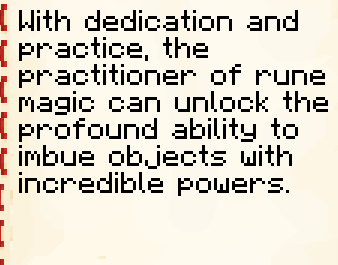 With dedication and
practice, the
practitioner of rune
magic can unlock the
profound ability to
imbue objects with
incredible powers.